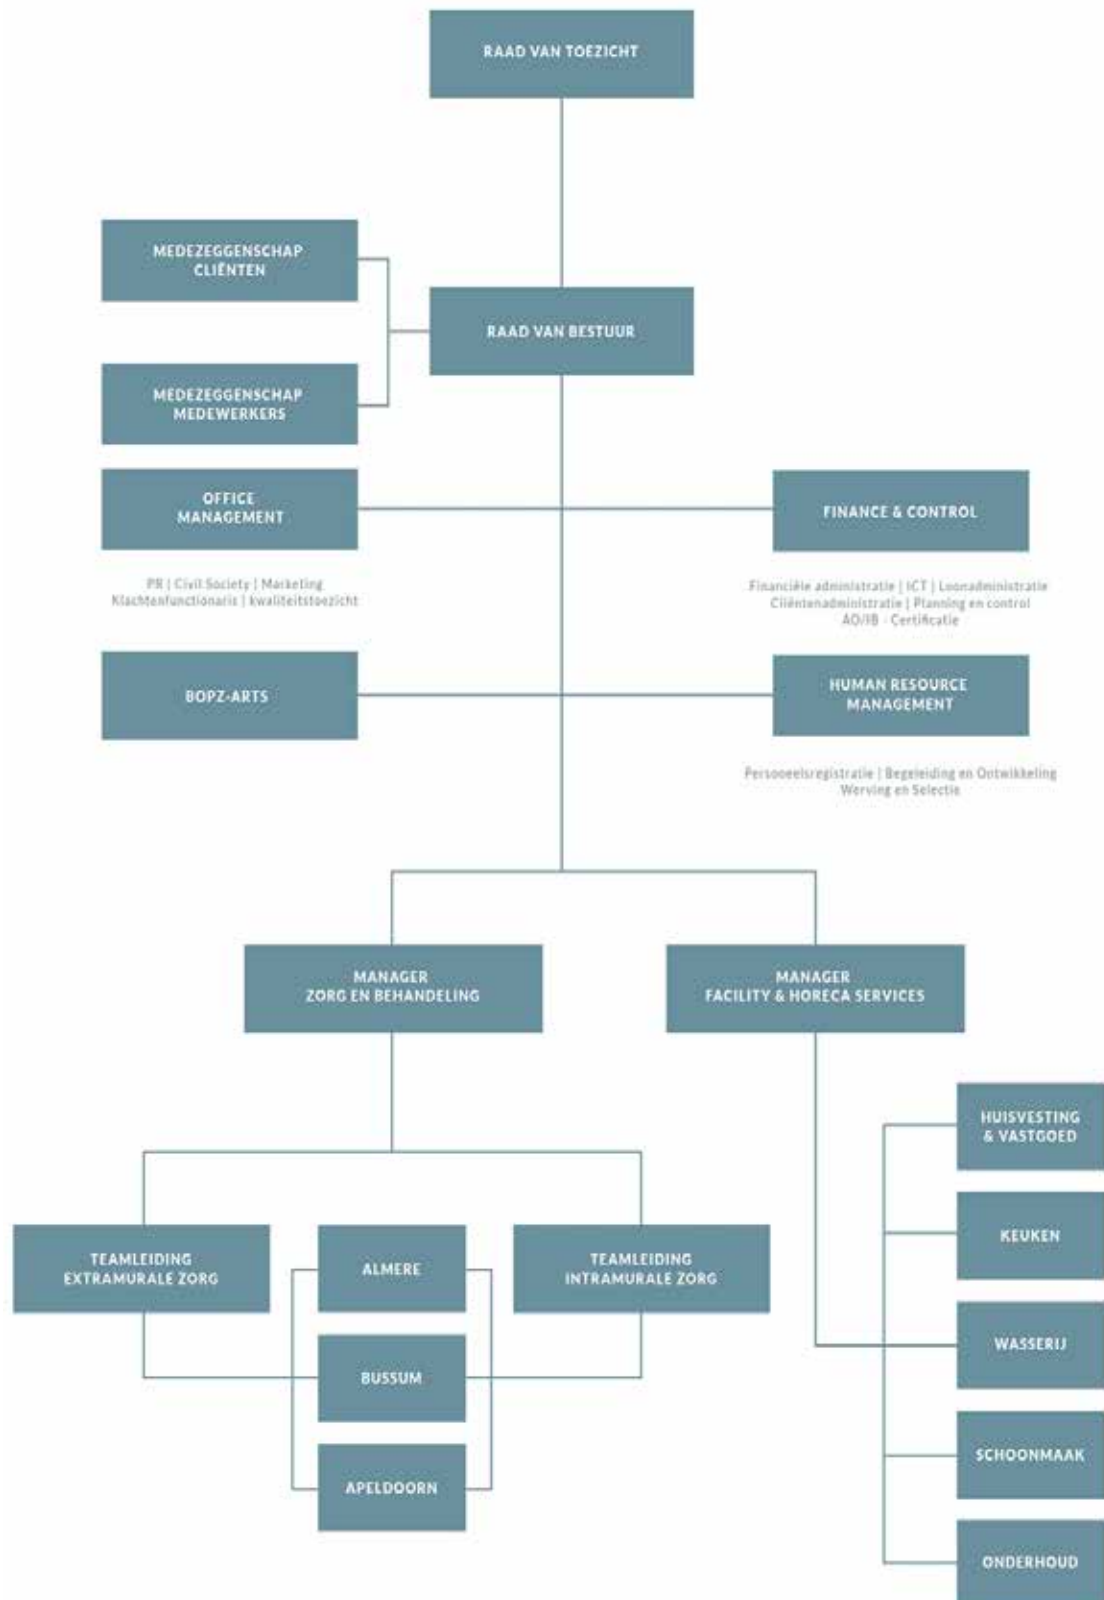 RAAD VAN TOEZICHT
MEDEZEGGENSCHAP
CLIËNTEN
RAAD VAN BESTUUR
MEDEZEGGENSCHAP
MEDEWERKERS
OFFICE
MANAGEMENT
FINANCE & CONTROL
PR | Civil Society | Marketing
Klachtenfunctionaris | kwaliteitstoezicht
Financiële administratie | ICT | Loonadministratie
Cliëntenadministratie | Planning en control
AO/IB - Certificatie
BOPZ-ARTS
HUMAN RESOURCE
MANAGEMENT
Personeelsregistratie | Begeleiding en Ontwikkeling
Werving en Selectie
MANAGER
ZORG EN BEHANDELING
MANAGER
FACILITY & HORECA SERVICES
HUISVESTING
& VASTGOED
KEUKEN
TEAMLEIDING
EXTRAMURALE ZORG
ALMERE
TEAMLEIDING
INTRAMURALE ZORG
WASSERIJ
BUSSUM
SCHOONMAAK
APELDOORN
ONDERHOUD